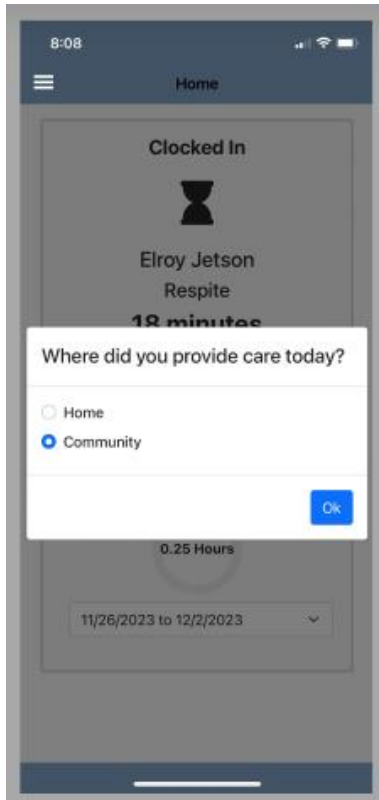 8:08
Home
Clocked In
Elroy Jetson
Respite
18 minutes
Where did you provide care today?
Home
Community
Ok
0.25 Hours
11/26/2023 to 12/2/2023